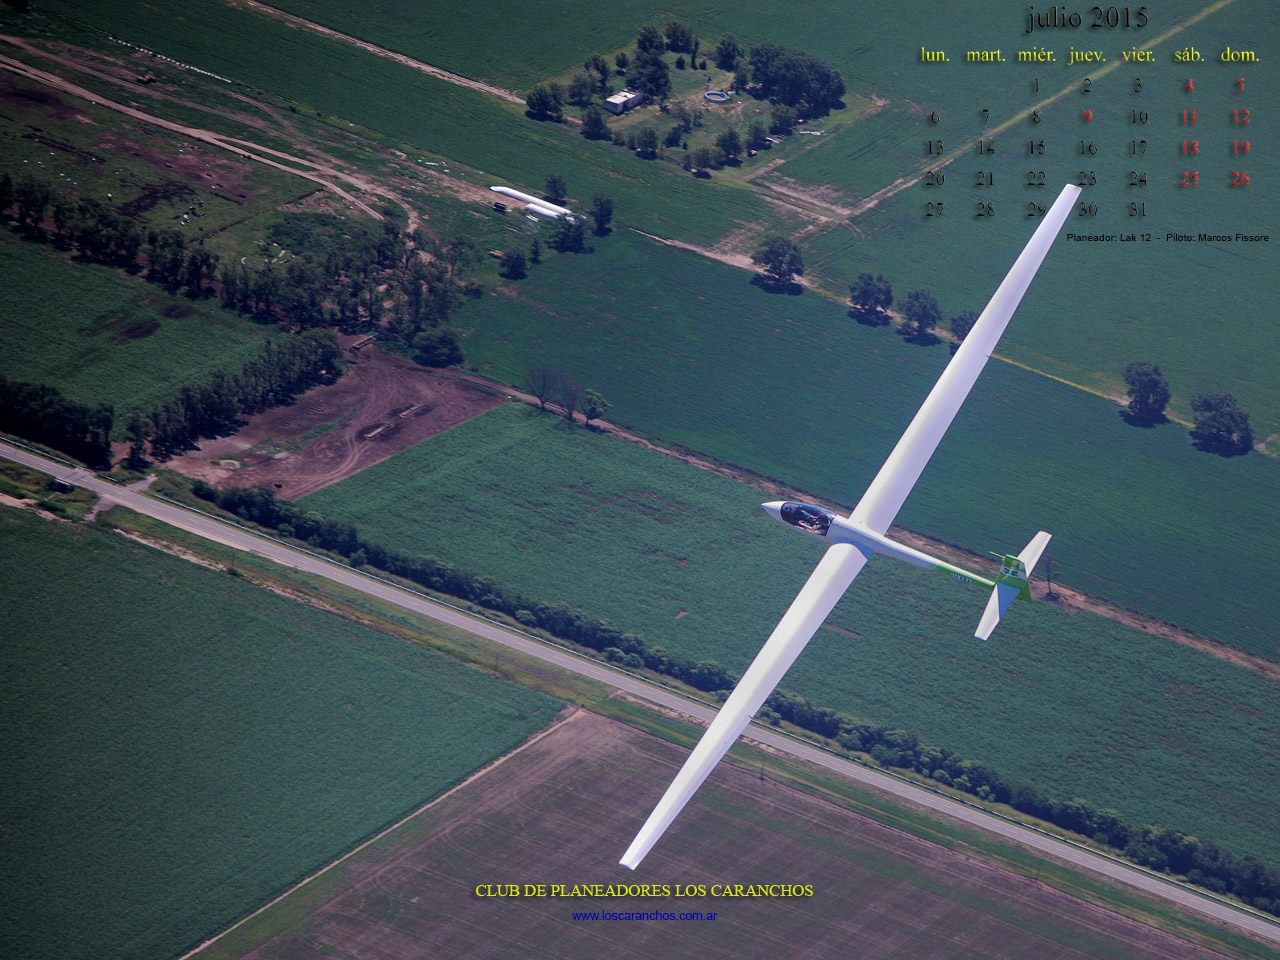 julio 2015
lun. mart. miér. juev. vier. sáb. dom.
1 2 3 4 5
6 7 8 9 10 11 12
13 14 15 16 17 18 19
20 21 22 23 24 25 26
27 28 29 30 31
Planeador: Lak 12 - Piloto: Marcos Fissore
CLUB DE PLANEADORES LOS CARANCHOS
www.loscaranchos.com.ar